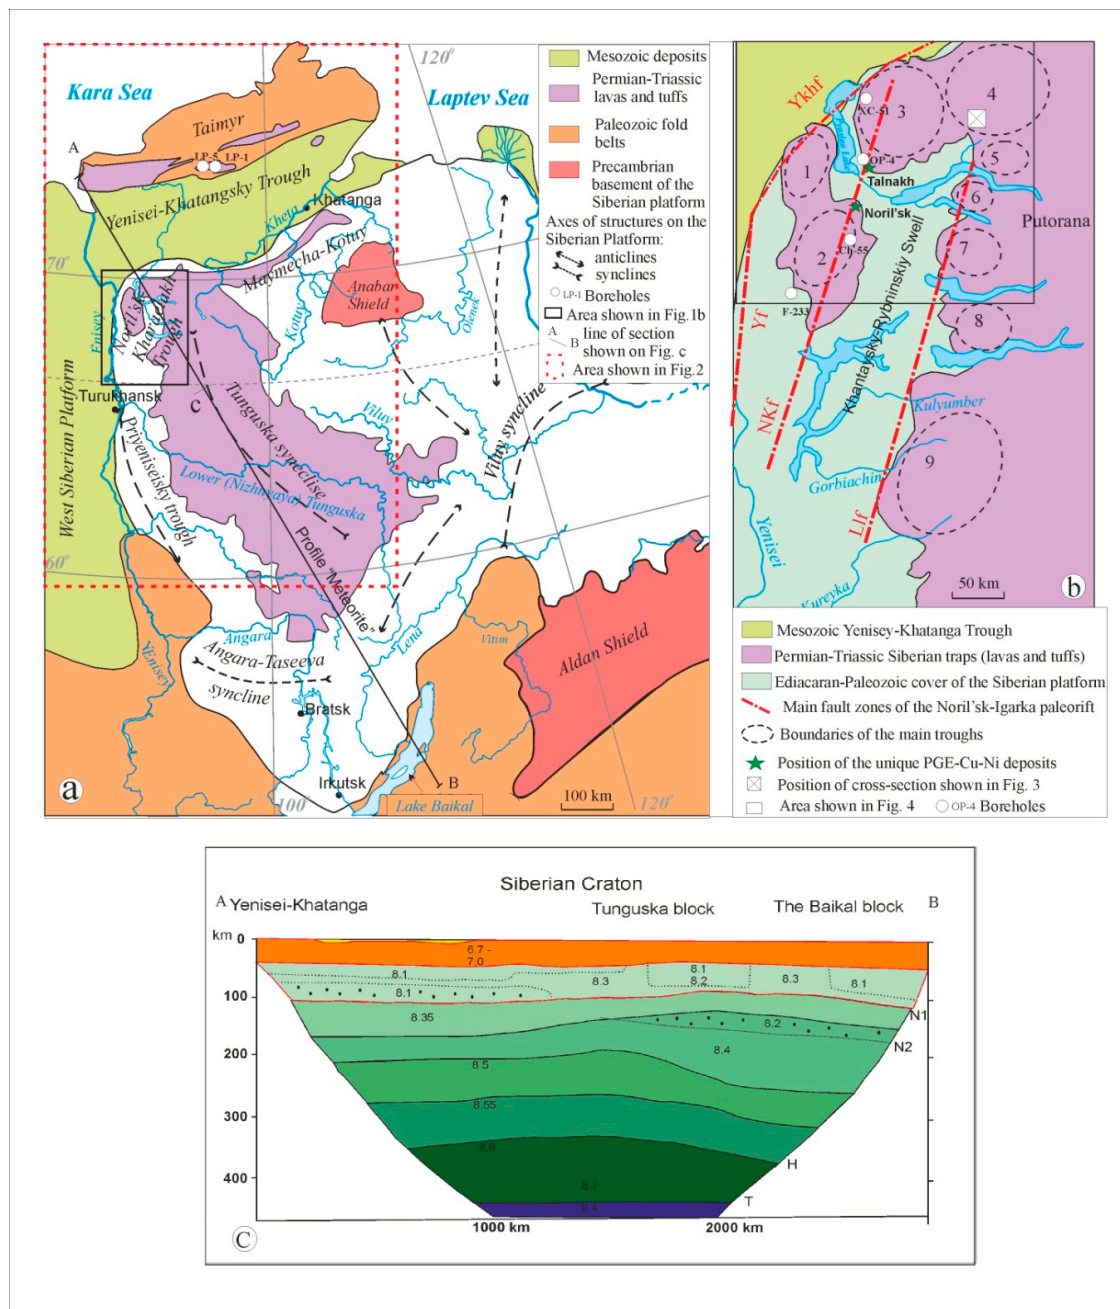 120°
Kara Sea
Laptev Sea
Taimyr
A
LP-5
LP-1
Yenisei-Khatangsky Trough
Kheta
Khatanga
70°
Maymecha-Kotuy
Anabar
Shield
Kotuy
Olenek
Enisey
Noril'sk
Kharaelakh
Trough
Turukhansk
c
West Siberian Platform
Priyeniseisky trough
Tunguska syneclise
Viluy
Viluy syncline
Lower (Nizhnyaya) Tunguska
60°
Profile "Meteorite"
Angara
Lena
Vitim
Angara-Taseeva
syncline
Aldan Shield
Bratsk
Irkutsk
B
a
100
Lake Baikal
100 km
120°
Mesozoic deposits
Permian-Triassic
lavas and tuffs
Paleozoic fold
belts
Precambrian
basement of the
Siberian platform
Axes of structures on the
Siberian Platform:
anticlines
synclines
LP-1 Boreholes
Area shown in Fig.1b
A
B
line of section
shown on Fig. c
Area shown in Fig.2
Ykhf
3
4
OP-4
1
Talnakh
5
6
Noril'sk
Putorana
2
7
F-233
8
Yf
Khantaysky-Rybninskiy Swell
NKf
Kulyumber
9
Gorbiachin
Llf
Yenisei
Kureyka
50 km
b
Mesozoic Yenisey-Khatanga Trough
Permian-Triassic Siberian traps (lavas and tuffs)
Ediacaran-Paleozoic cover of the Siberian platform
Main fault zones of the Noril'sk-Igarka paleorift
Boundaries of the main troughs
Position of the unique PGE-Cu-Ni deposits
Position of cross-section shown in Fig. 3
Area shown in Fig. 4
OP-4 Boreholes
Siberian Craton
A Yenisei-Khatanga
Tunguska block
The Baikal block
B
km 0
6.7 -
7.0
8.1
8.3
8.1
8.2
8.3
8.1
8.1
100
8.35
8.2
N1
N2
200
8.4
8.5
300
8.55
8.6
H
400
8.7
T
9.4
1000 km
2000 km
C